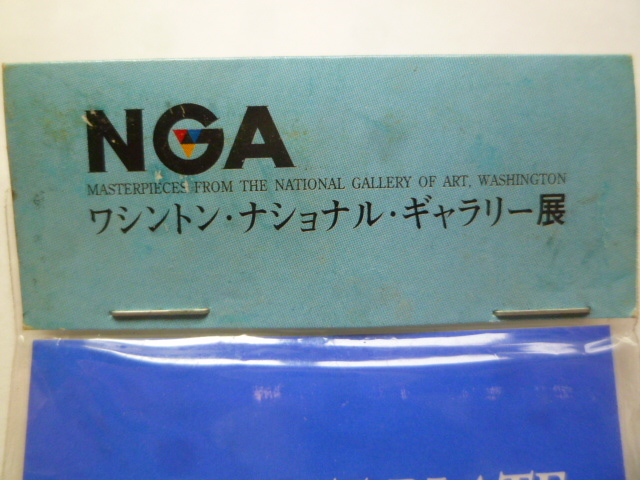 NGA
MASTERPIECES FROM THE NATIONAL GALLERY OF ART, WASHINGTON
ワシントン・ナショナル・ギャラリー展